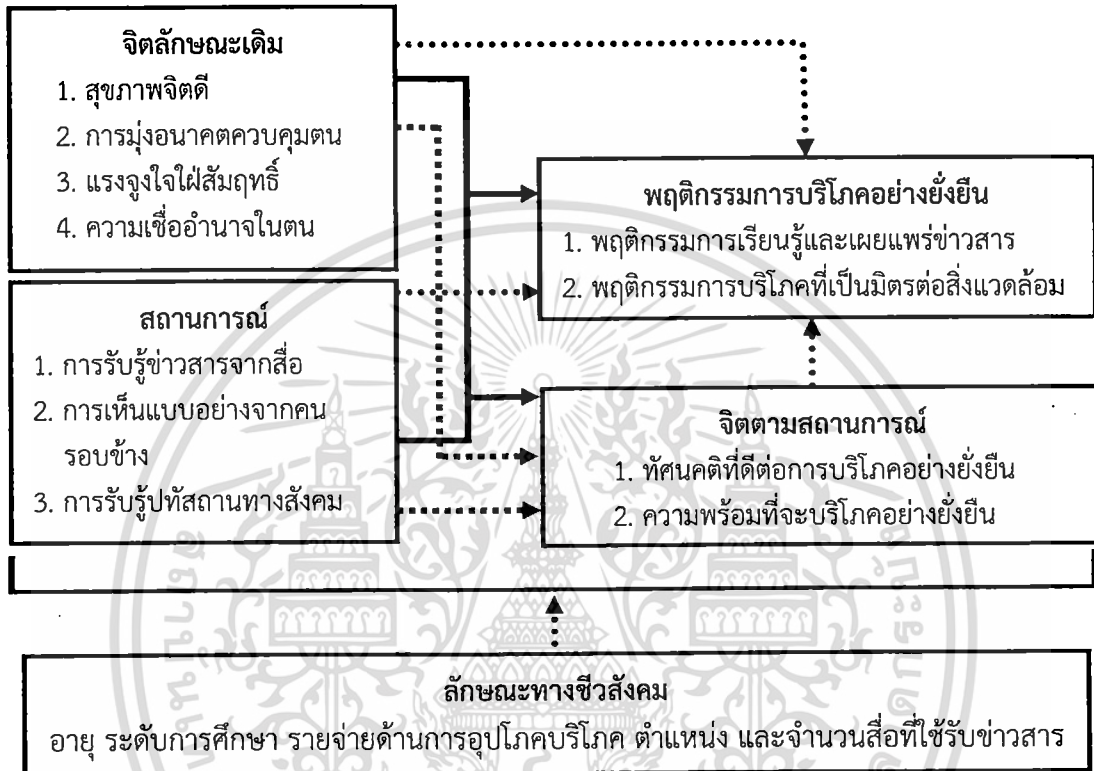 จิตลักษณะเดิม
1. สุขภาพจิตดี
2. การมุ่งอนาคตควบคุมตน
3. แรงจูงใจใฝ่สัมฤทธิ์
4. ความเชื่ออำนาจในตน
สถานการณ์
1. การรับรู้ข่าวสารจากสื่อ
2. การเห็นแบบอย่างจากคน
รอบข้าง
3. การรับรู้ปทัสถานทางสังคม
พฤติกรรมการบริโภคอย่างยั่งยืน
1. พฤติกรรมการเรียนรู้และเผยแพร่ข่าวสาร
2. พฤติกรรมการบริโภคที่เป็นมิตรต่อสิ่งแวดล้อม
จิตตามสถานการณ์
1. ทัศนคติที่ดีต่อการบริโภคอย่างยั่งยืน
2. ความพร้อมที่จะบริโภคอย่างยั่งยืน
ลักษณะทางชีวสังคม
อายุ ระดับการศึกษา รายจ่ายด้านการอุปโภคบริโภค ตำแหน่ง และจำนวนสื่อที่ใช้รับข่าวสาร